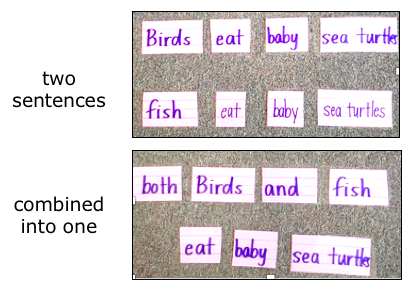 two
sentences
Birds eat baby sea turtles
fish eat baby sea turtles
combined
into one
both Birds and fish
eat baby sea turtles